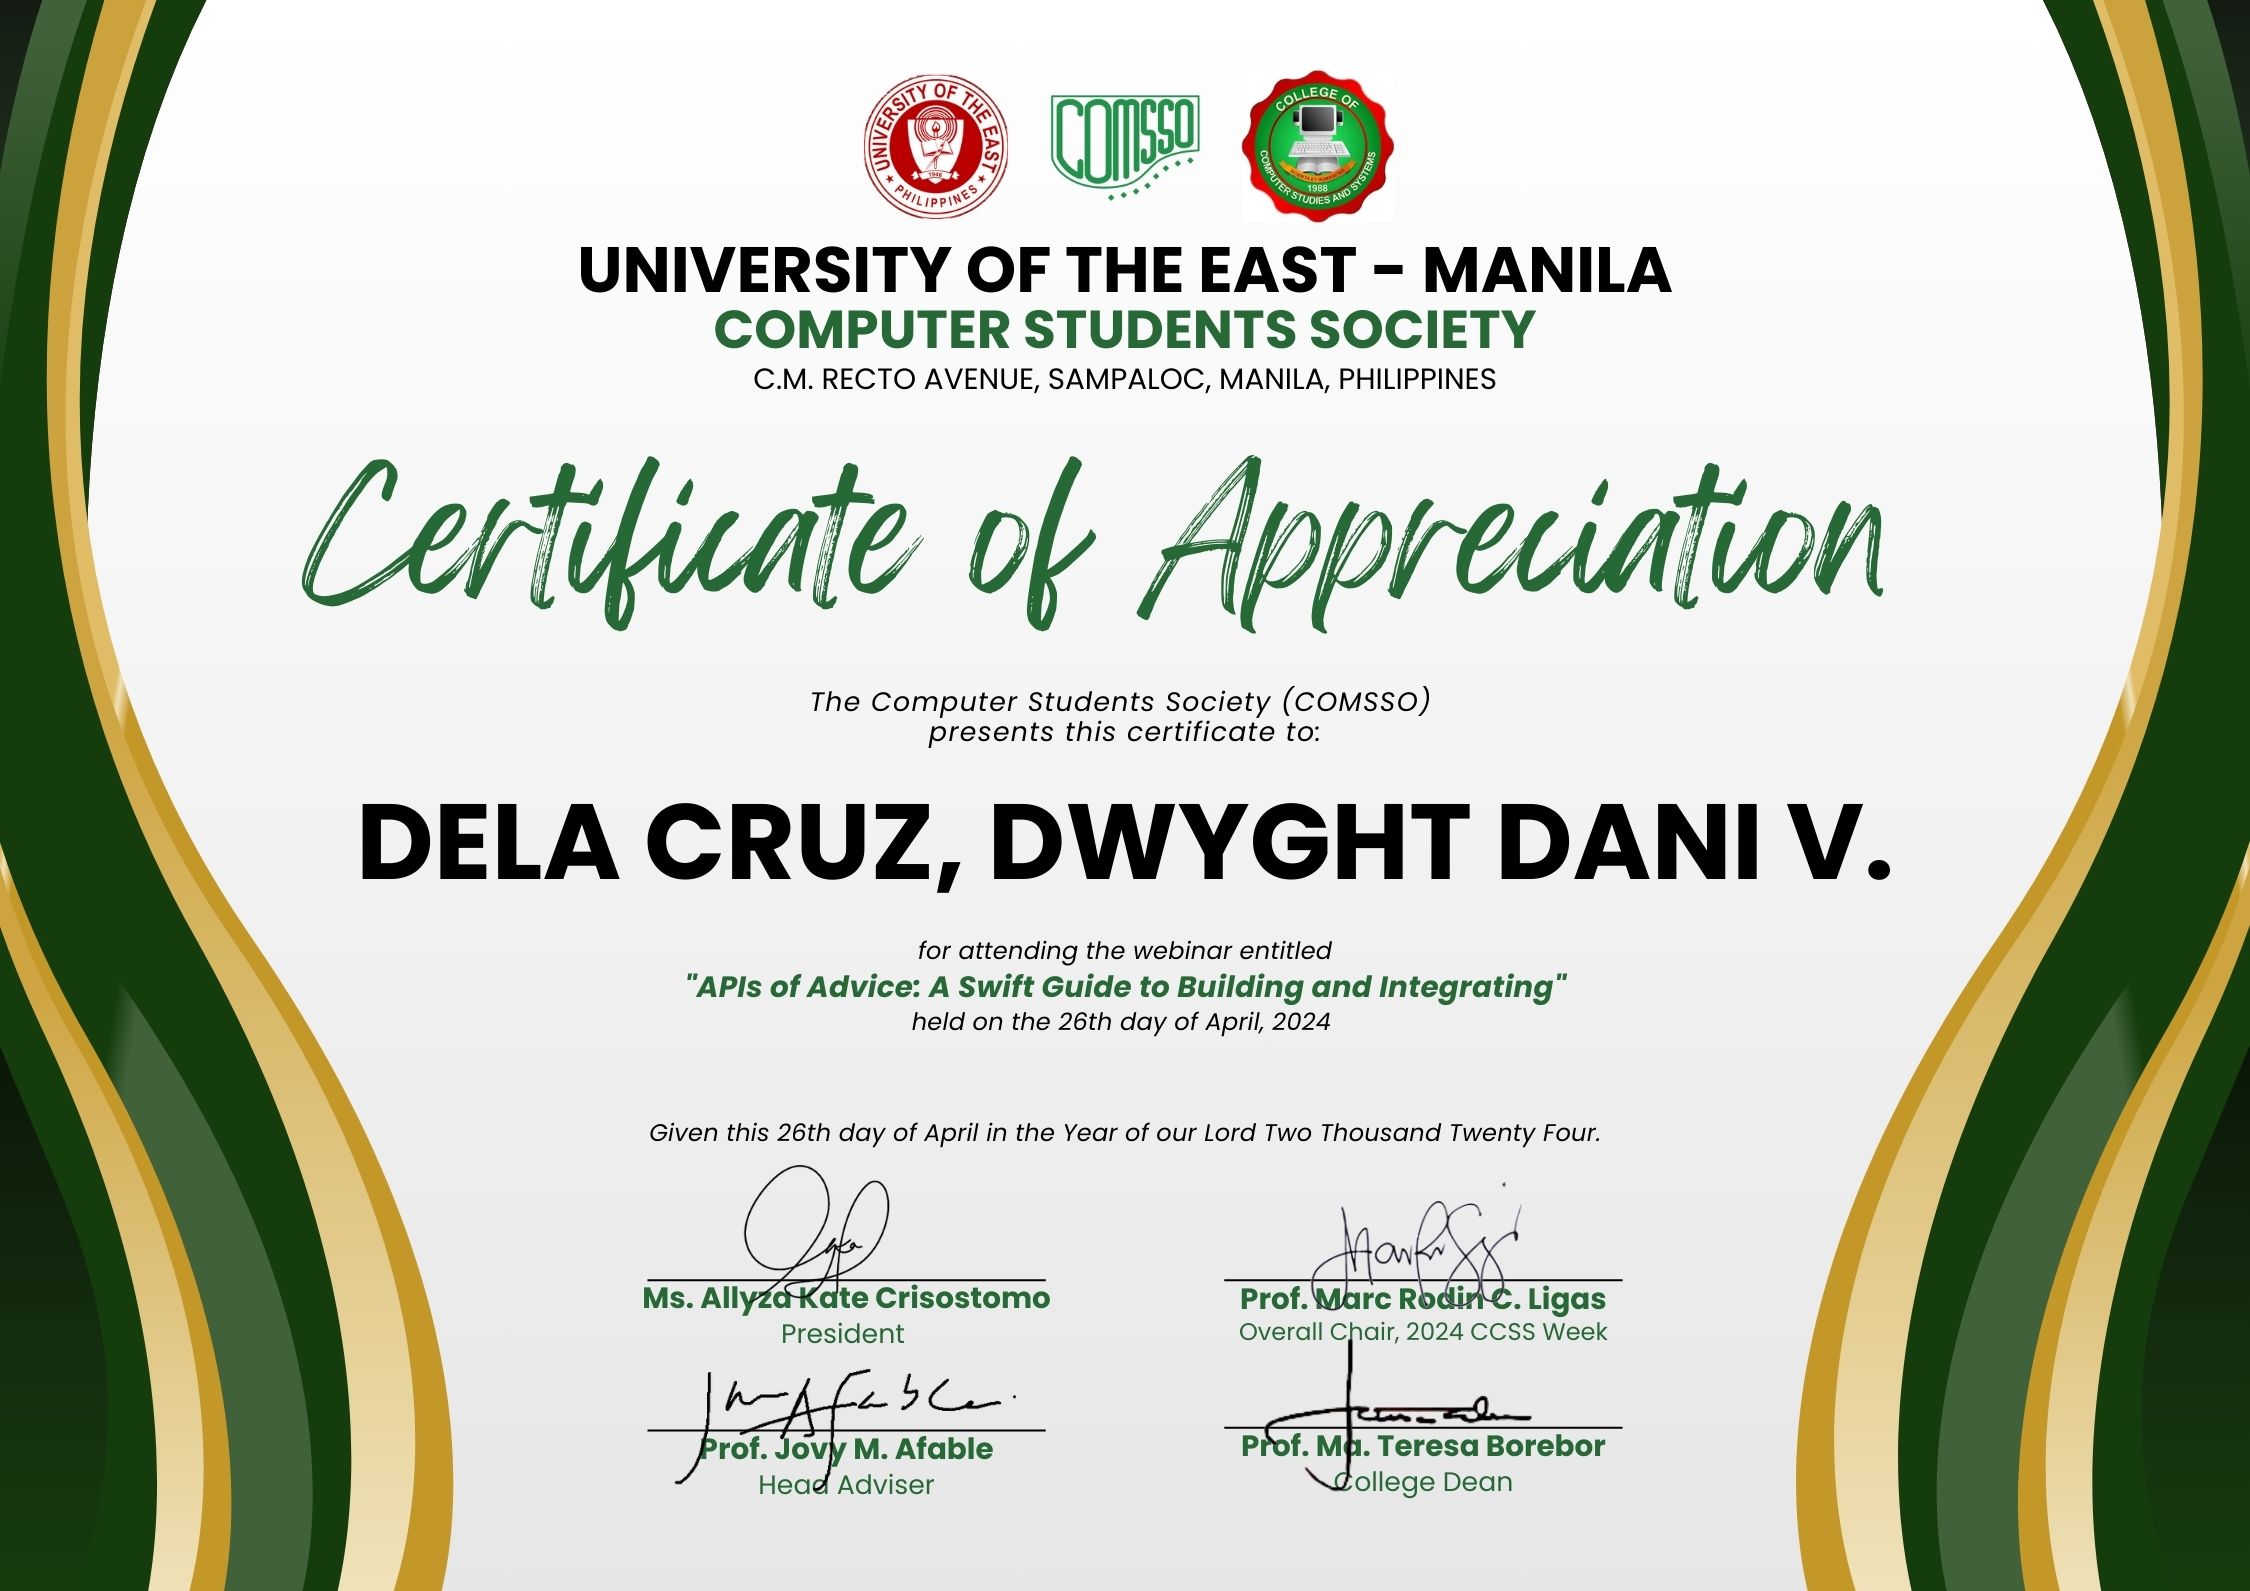 UNIVERSITY OF THE EAST
PHILIPPINES
1946
COMSSO
COLLEGE OF
COMPUTER STUDIES AND SYSTEMS
1988
UNIVERSITY OF THE EAST – MANILA
COMPUTER STUDENTS SOCIETY
C.M. RECTO AVENUE, SAMPALOC, MANILA, PHILIPPINES
Certificate of Appreciation
The Computer Students Society (COMSSO)
presents this certificate to:
DELA CRUZ, DWYGHT DANI V.
for attending the webinar entitled
"APIs of Advice: A Swift Guide to Building and Integrating"
held on the 26th day of April, 2024
Given this 26th day of April in the Year of our Lord Two Thousand Twenty Four.
Ms. Allyza Kate Crisostomo
President
Prof. Marc Rodin C. Ligas
Overall Chair, 2024 CCSS Week
Prof. Jovy M. Afable
Head Adviser
Prof. Ma. Teresa Borebor
College Dean